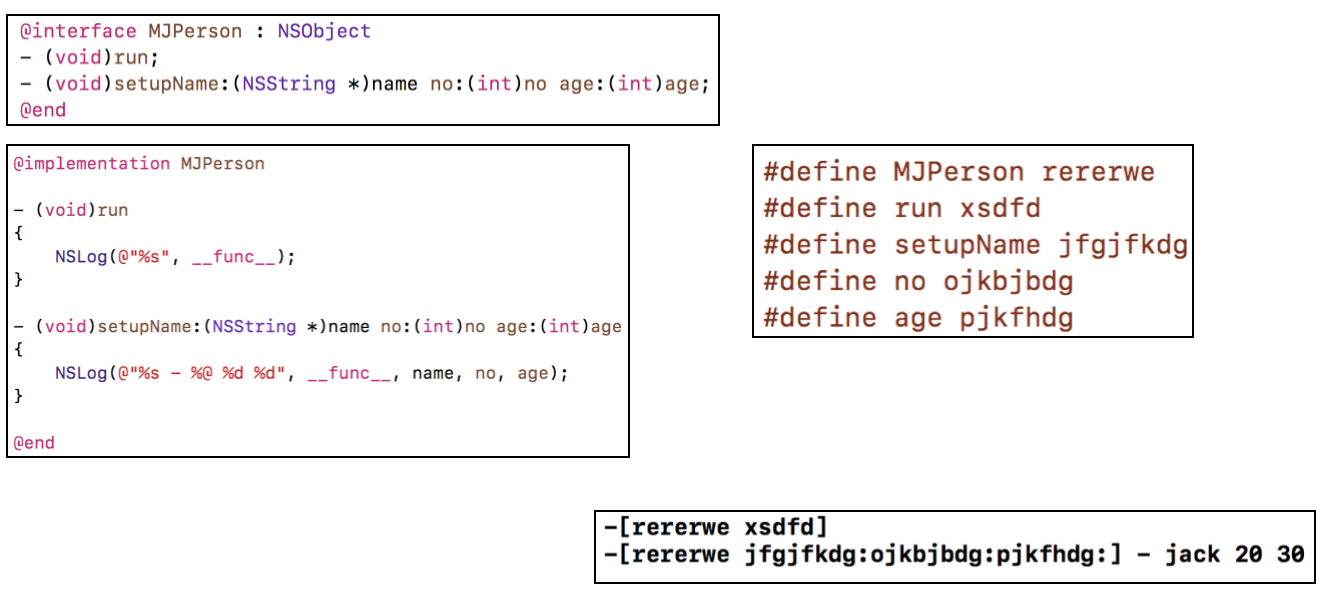 @interface MJPerson : NSObject
- (void)run;
- (void)setupName:(NSString *)name no:(int)no age:(int)age;
@end
@implementation MJPerson
- (void)run
{
    NSLog(@"%s", __func__);
}
- (void)setupName:(NSString *)name no:(int)no age:(int)age
{
    NSLog(@"%s - %@ %d %d", __func__, name, no, age);
}
@end
#define MJPerson rererwe
#define run xsdfd
#define setupName jfgjfkdg
#define no ojkbjbdg
#define age pjkfhdg
-[rererwe xsdfd]
-[rererwe jfgjfkdg:ojkbjbdg:pjkfhdg:] - jack 20 30